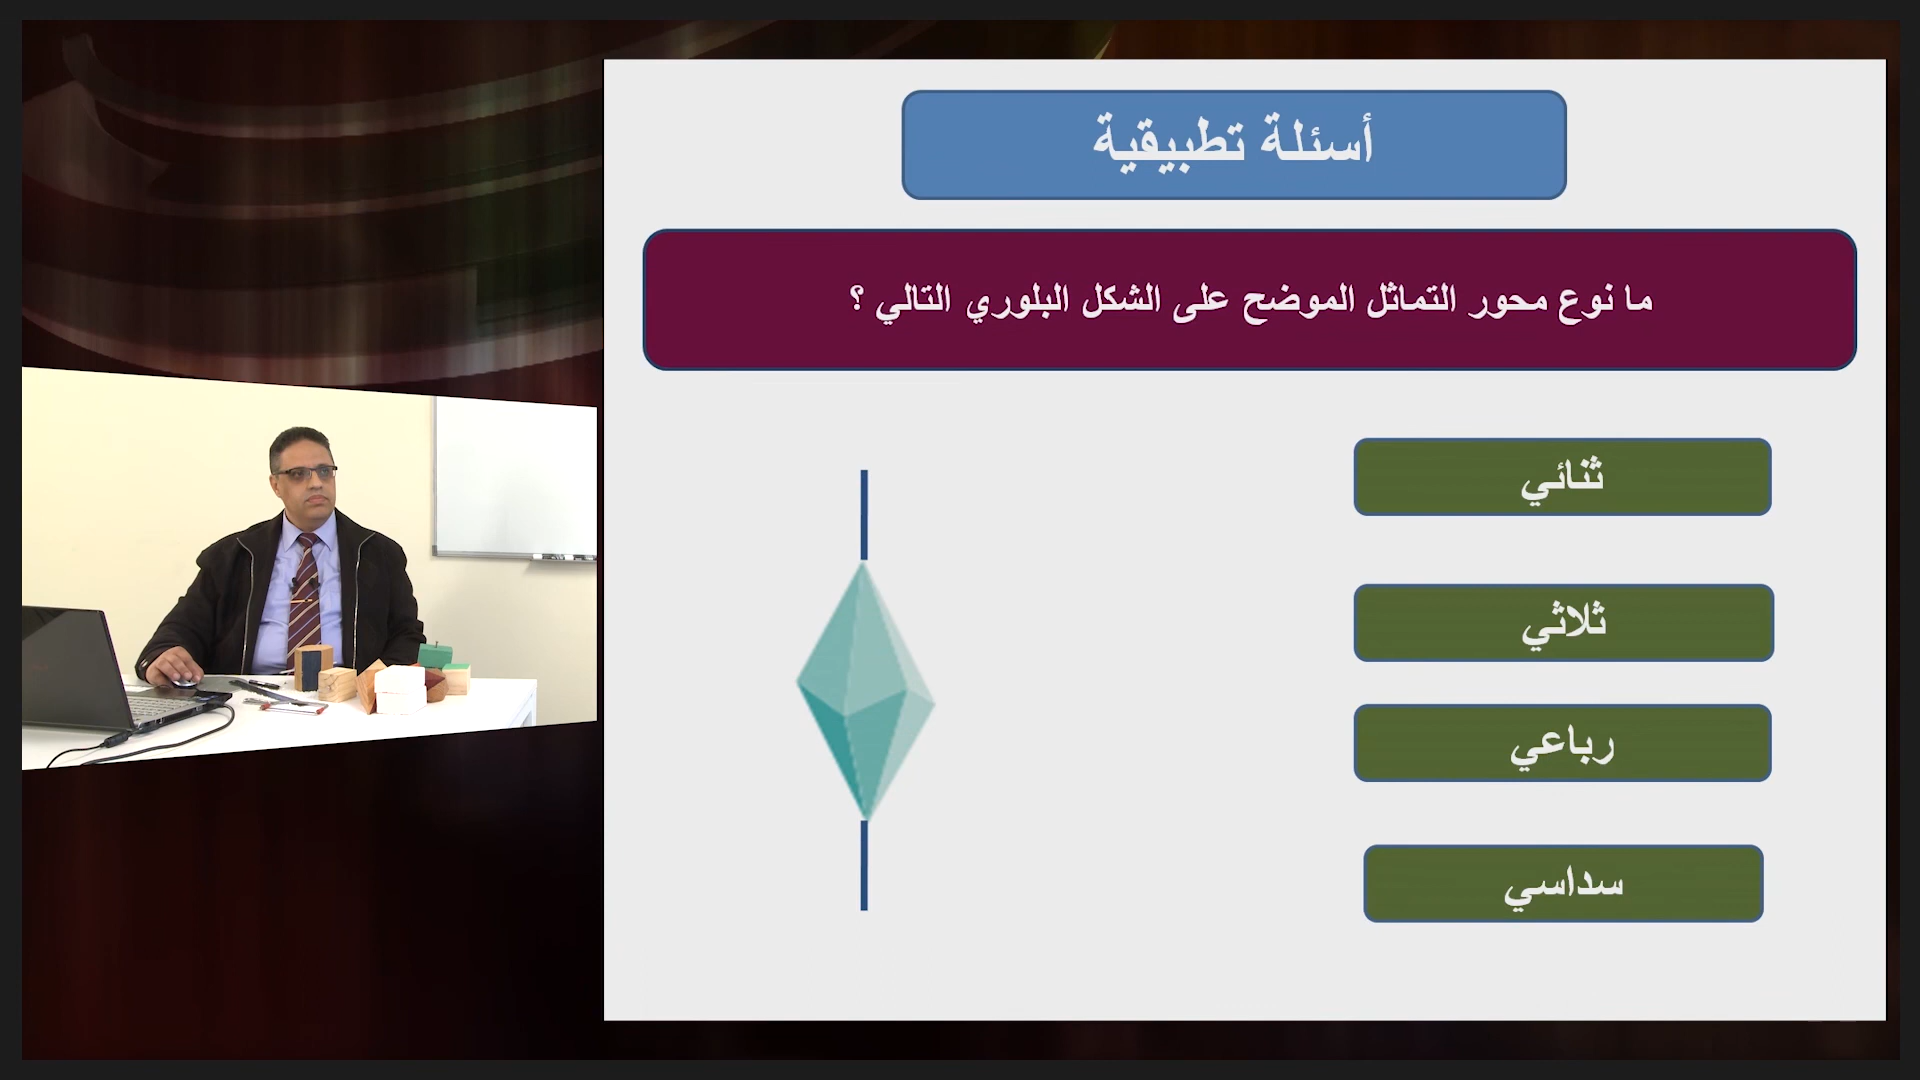 أسئلة تطبيقية
ما نوع محور التماثل الموضح على الشكل البلوري التالي ؟
ثنائي
ثلاثي
رباعي
سداسي